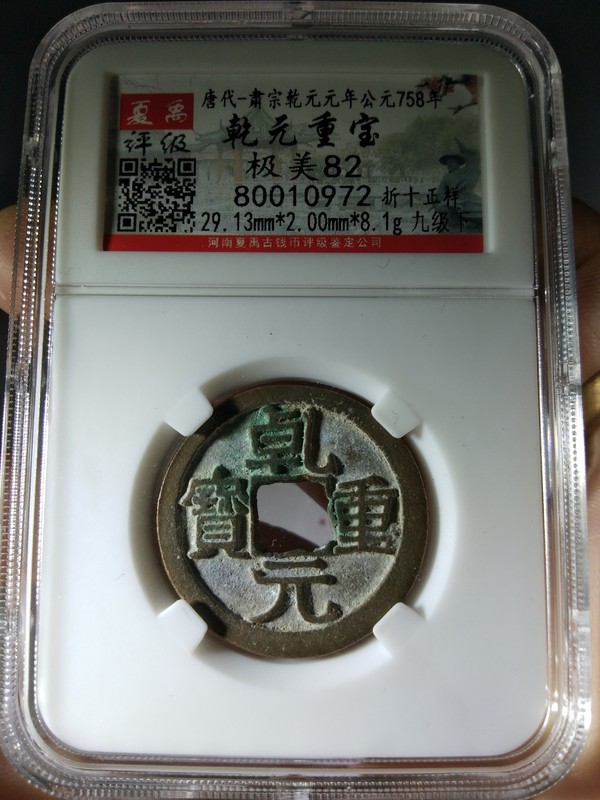 夏禹
评级
唐代-肃宗乾元元年公元758年
乾元重宝
极美82
80010972 折十正样
29.13mm*2.00mm*8.1g 九级下
河南夏禹古钱币评级鉴定公司
乾元重寶